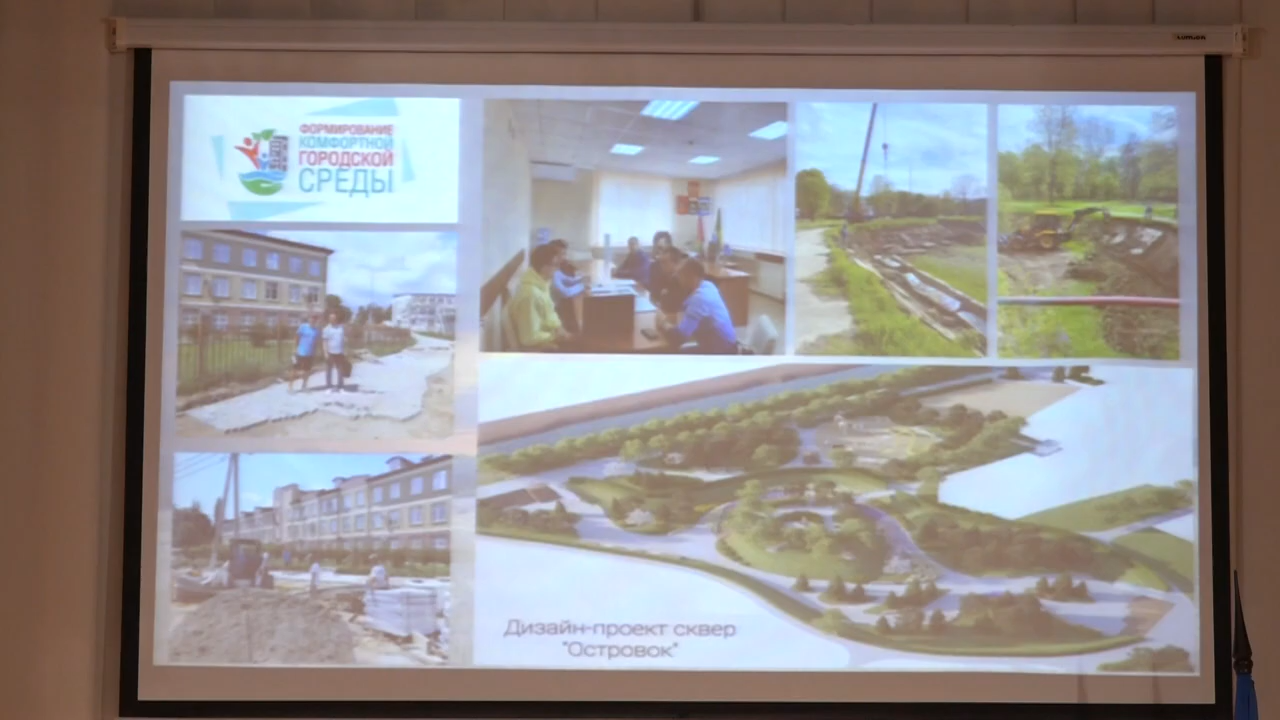 ФОРМИРОВАНИЕ
КОМФОРТНОЙ
ГОРОДСКОЙ
СРЕДЫ
Дизайн-проект сквер
"Островок"